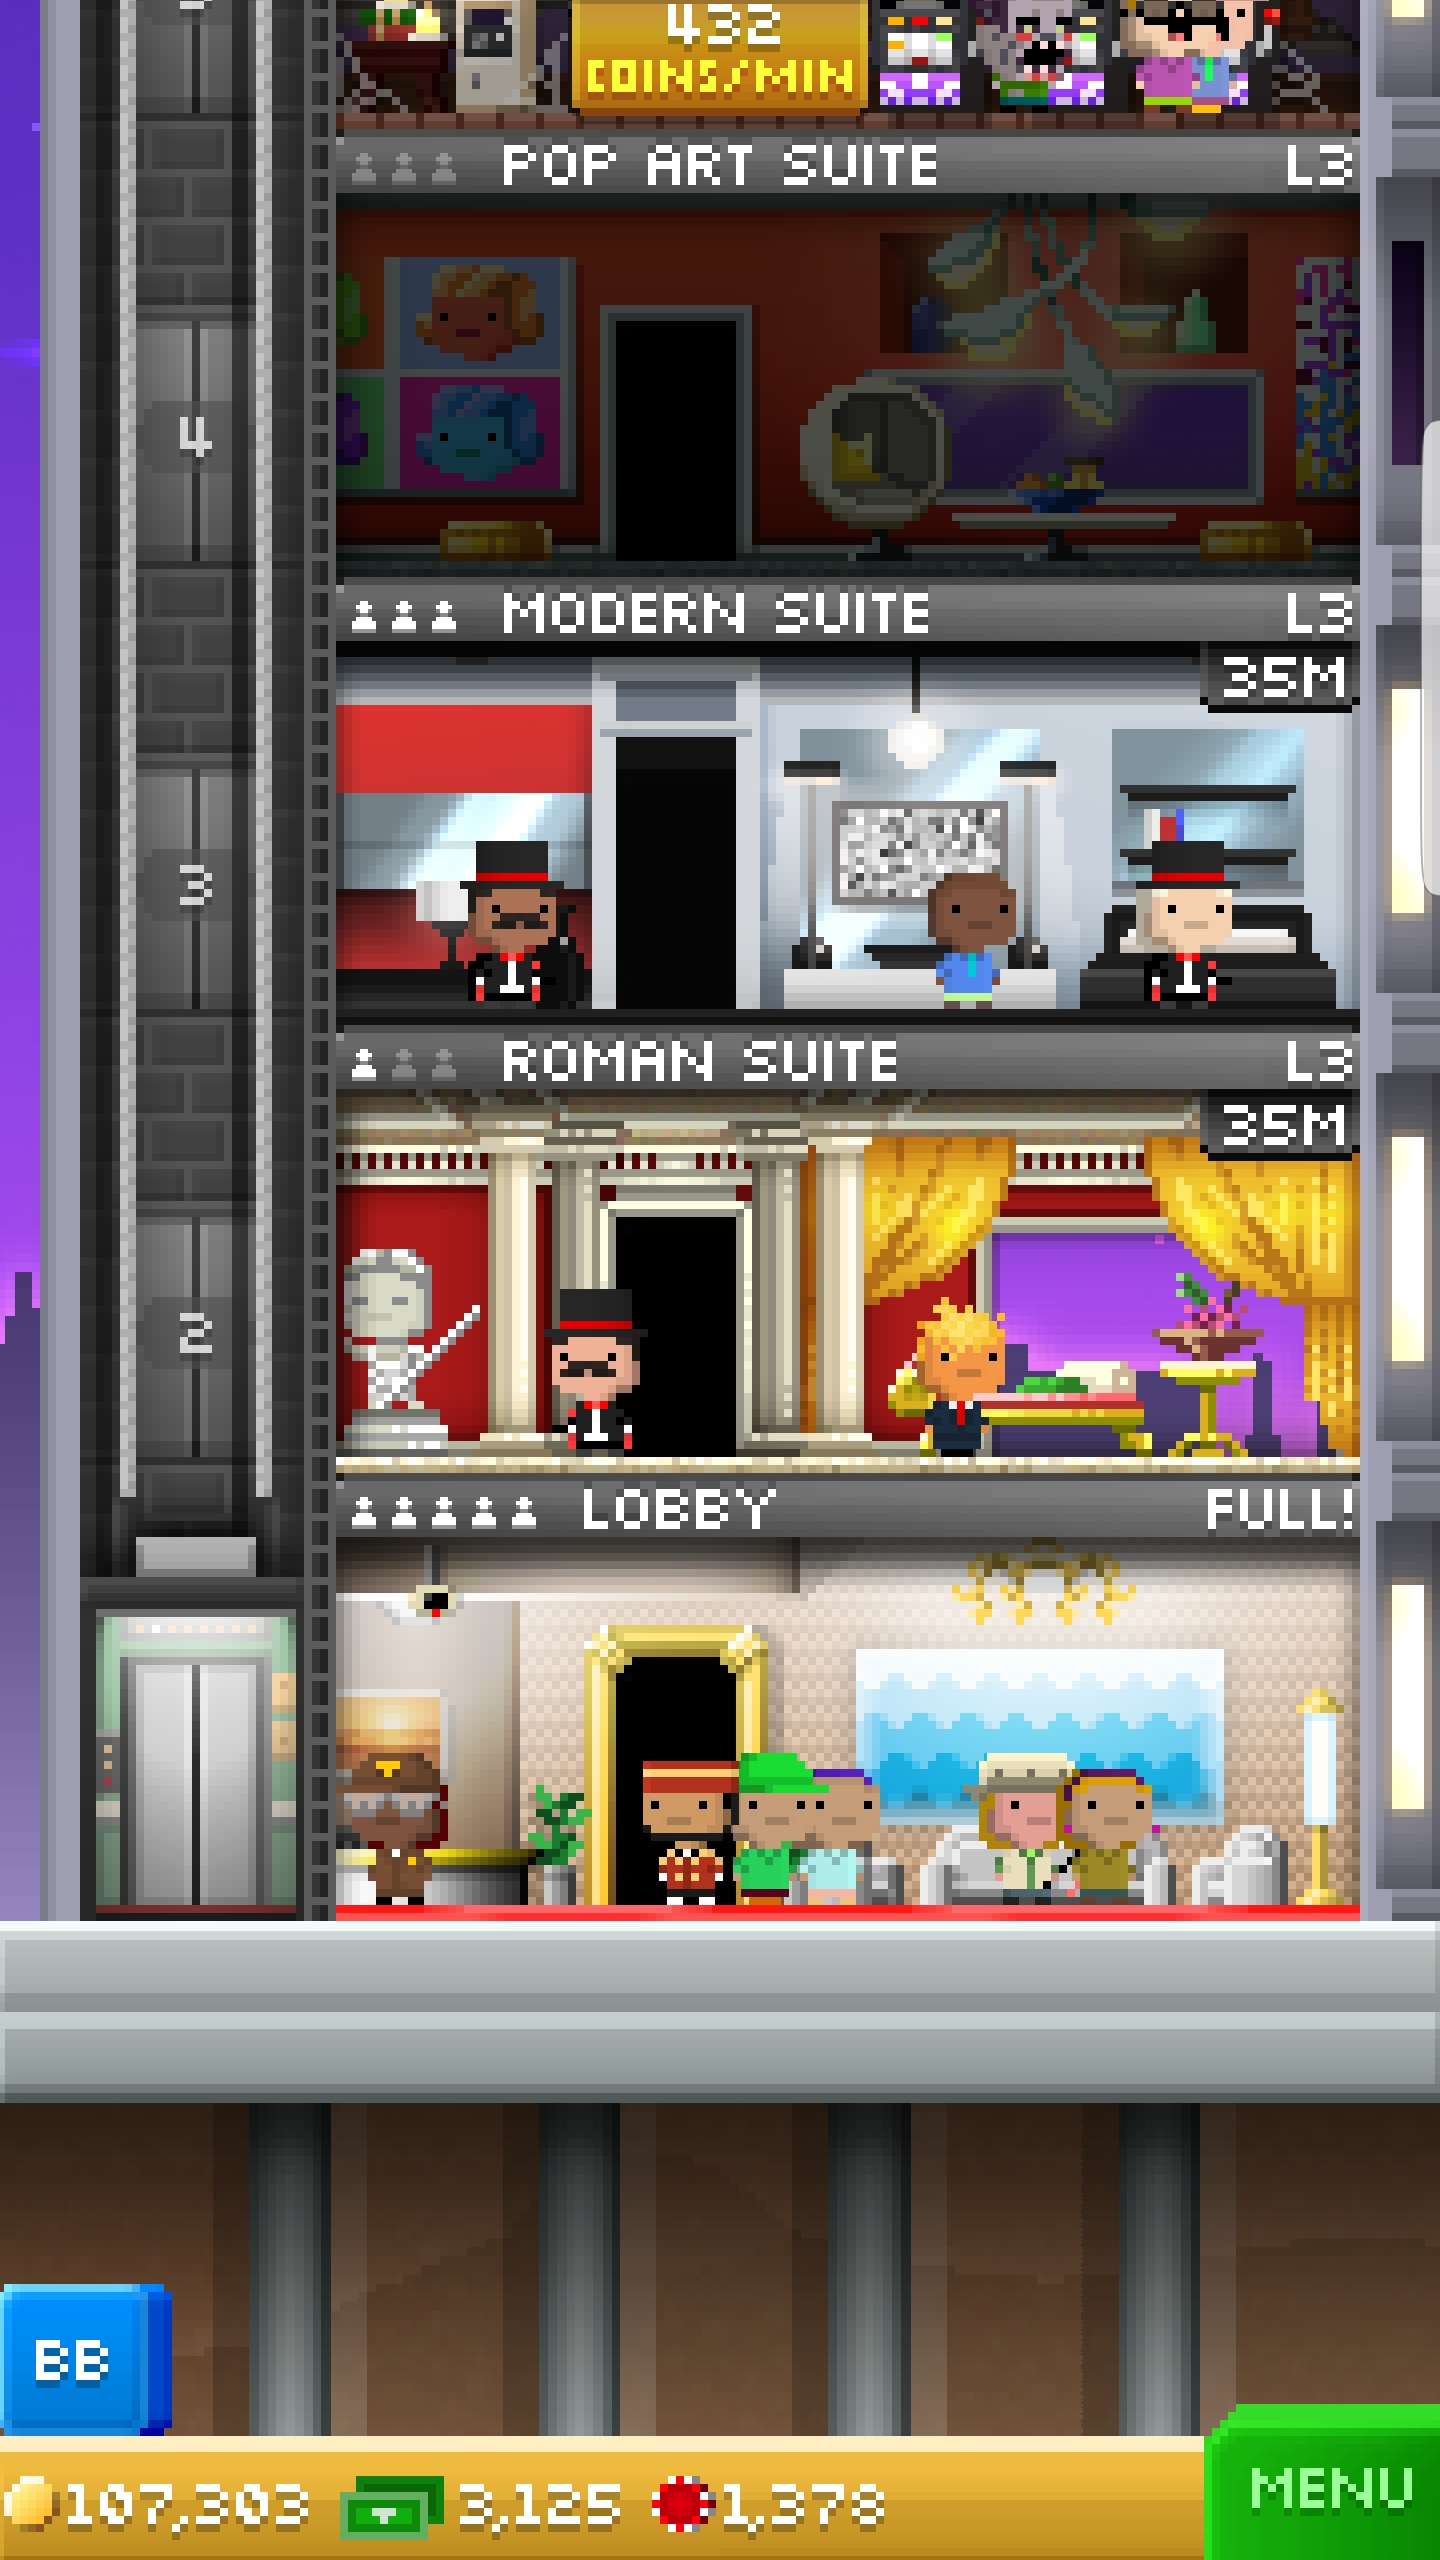 432
COINS/MIN
POP ART SUITE L3
4
MODERN SUITE L3
35M
3
ROMAN SUITE L3
35M
2
LOBBY FULL!
BB
107,303 3,125 1,378
MENU